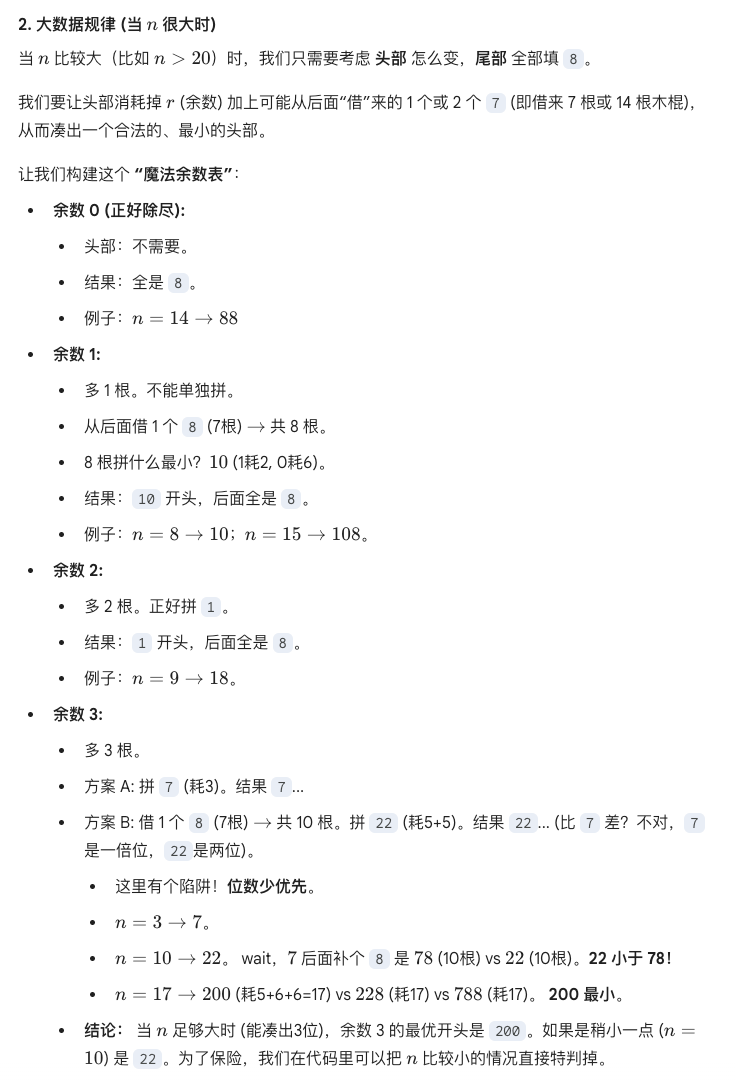 2. 大数据规律 (当 n 很大时)
当 n 比较大（比如 n > 20）时，我们只需要考虑 头部 怎么变，尾部 全部填 8 。
我们要让头部消耗掉 r (余数) 加上可能从后面“借”来的 1 个或 2 个 7 (即借来 7 根或 14 根木棍)，
从而凑出一个合法的、最小的头部。
让我们构建这个 “魔法余数表”：
• 余数 0 (正好除尽):
• 头部：不需要。
• 结果：全是 8 。
• 例子：n = 14 → 88
• 余数 1:
• 多 1 根。不能单独拼。
• 从后面借 1 个 8 (7根) → 共 8 根。
• 8 根拼什么最小？10 (1耗2, 0耗6)。
• 结果： 10 开头，后面全是 8 。
• 例子：n = 8 → 10；n = 15 → 108。
• 余数 2:
• 多 2 根。正好拼 1 。
• 结果： 1 开头，后面全是 8 。
• 例子：n = 9 → 18。
• 余数 3:
• 多 3 根。
• 方案 A: 拼 7 (耗3)。结果 7 ...
• 方案 B: 借 1 个 8 (7根) → 共 10 根。拼 22 (耗5+5)。结果 22 ... (比 7 差？不对， 7
是一倍位， 22 是两位)。
• 这里有个陷阱！位数少优先。
• n = 3 → 7。
• n = 10 → 22。 wait，7 后面补个 8 是 78 (10根) vs 22 (10根)。22 小于 78！
• n = 17 → 200 (耗5+6+6=17) vs 228 (耗17) vs 788 (耗17)。 200 最小。
• 结论： 当 n 足够大时 (能凑出3位)，余数 3 的最优开头是 200 。如果是稍小一点 (n =
10) 是 22 。为了保险，我们在代码里可以把 n 比较小的情况直接特判掉。